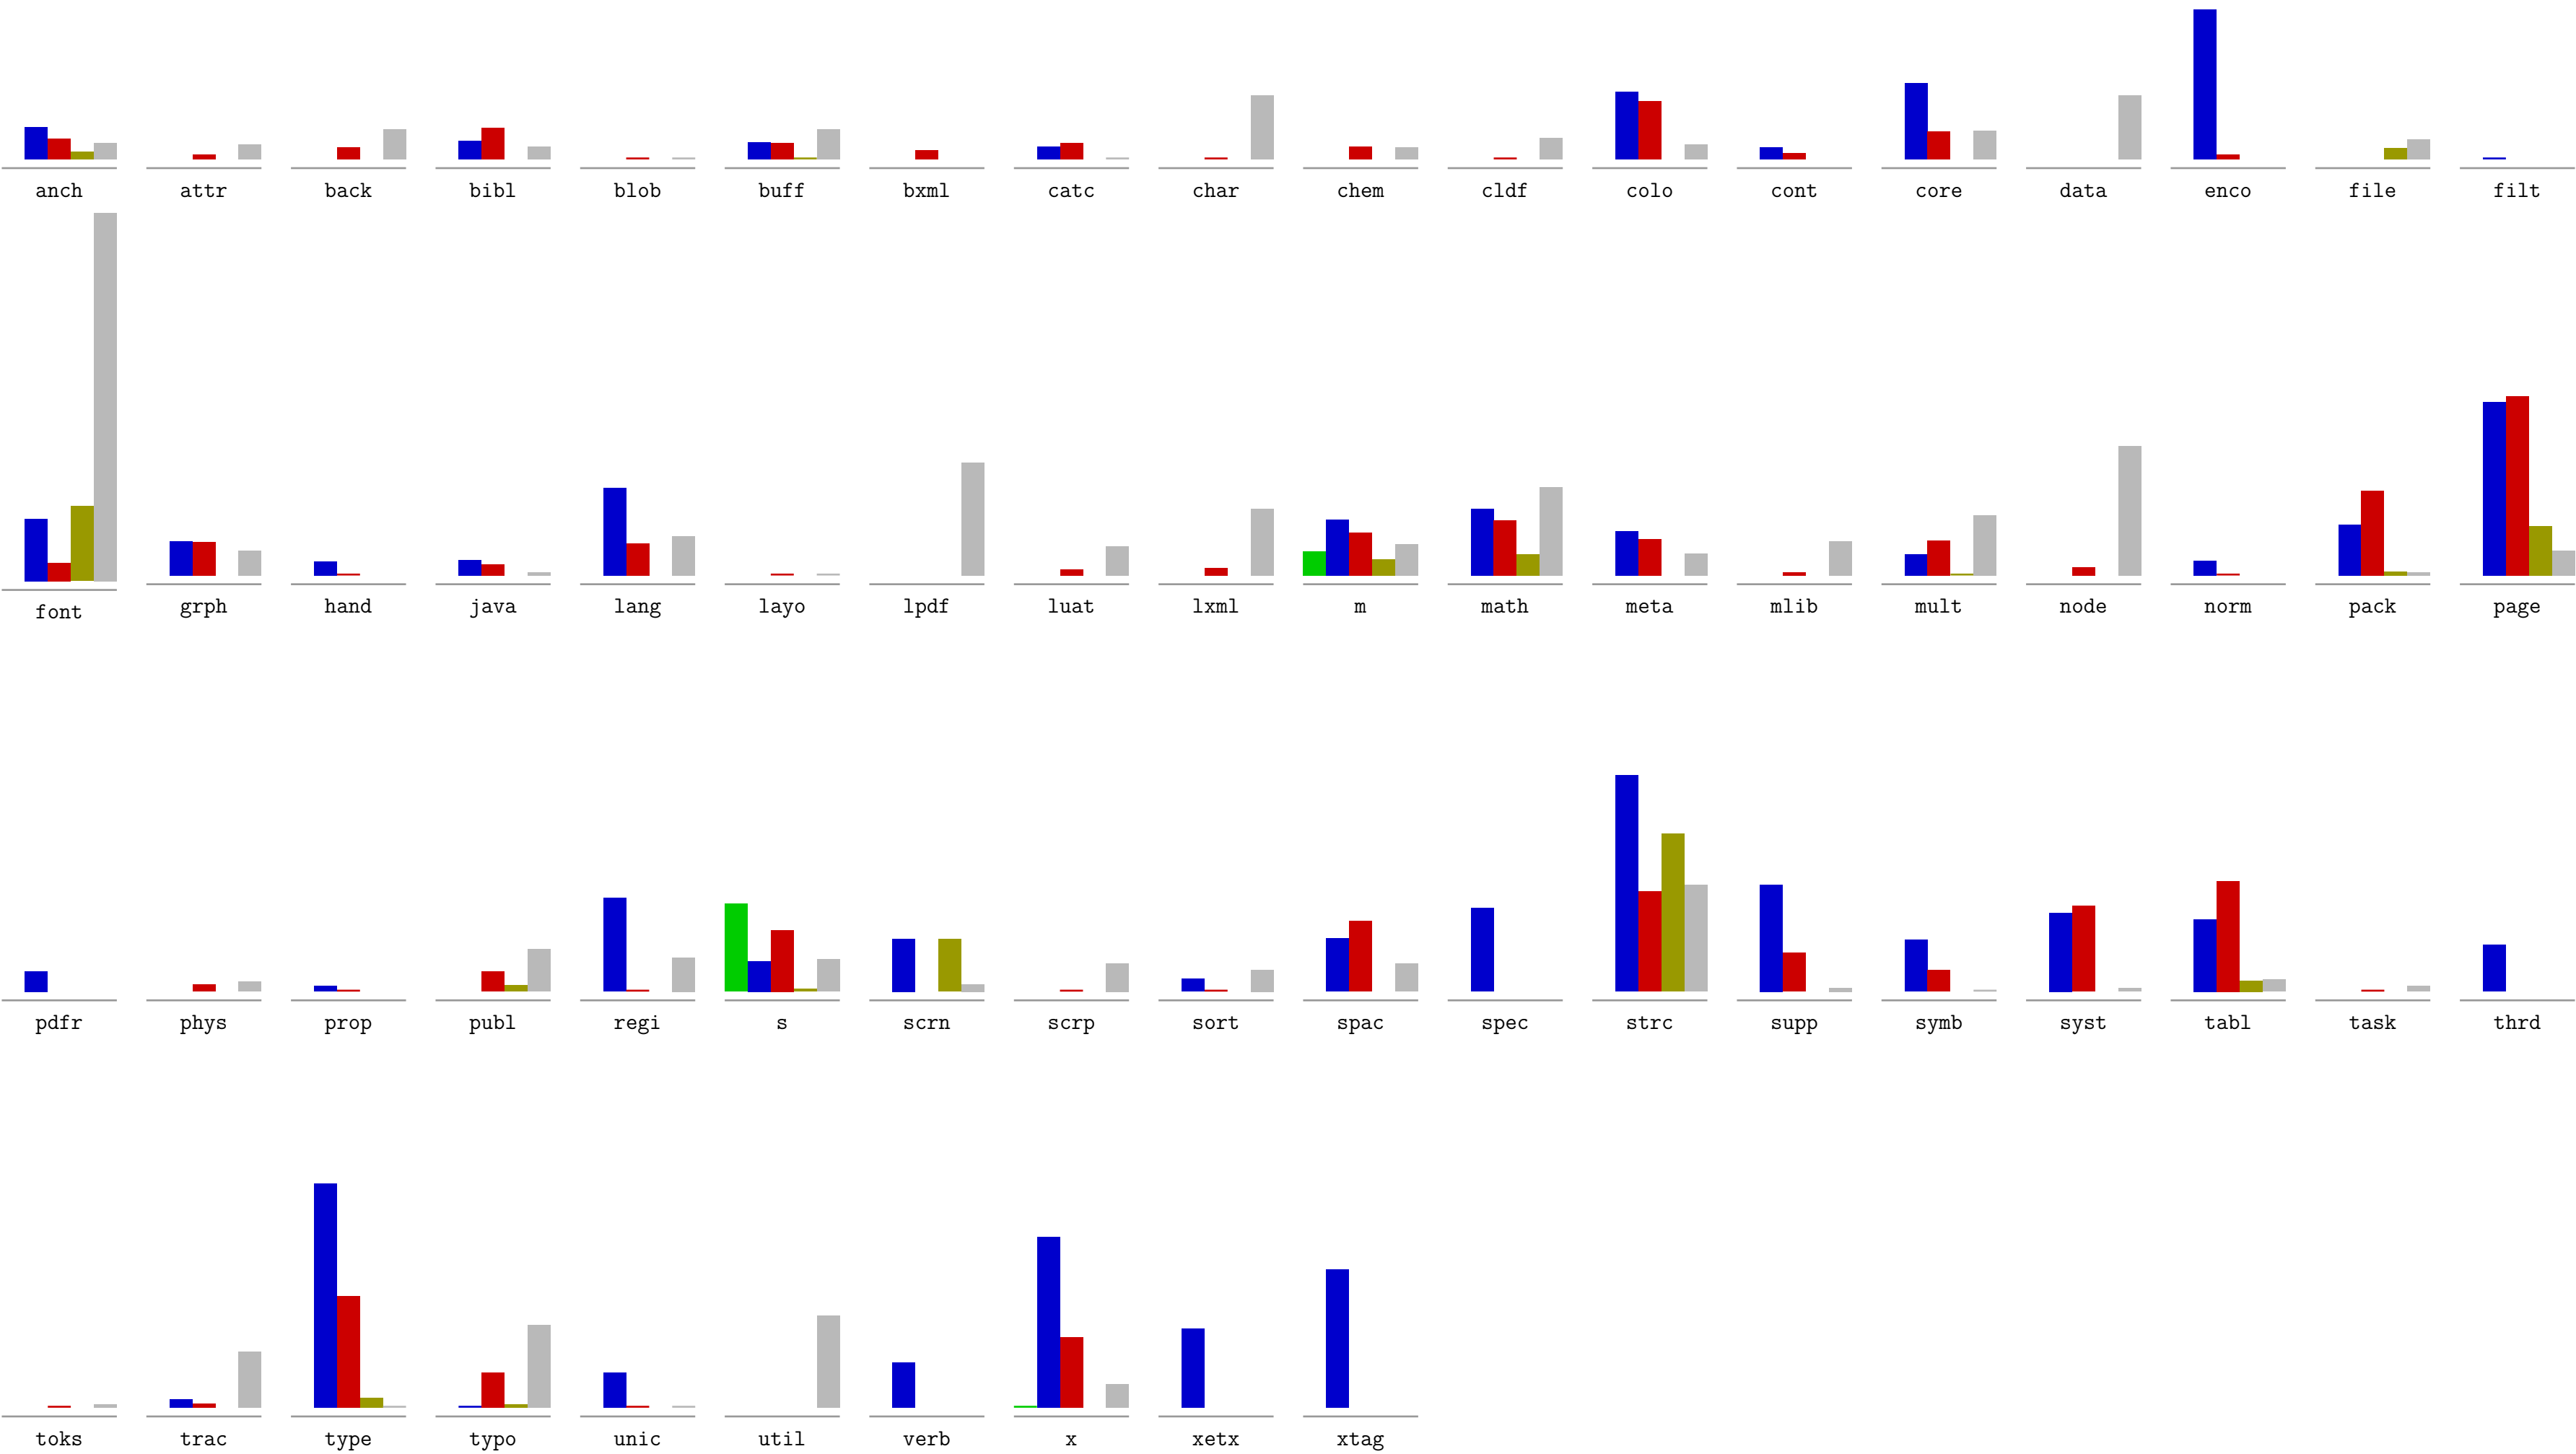 anch attr back bibl blob buff bxml catc char chem cldf colo cont core data enco file filt
font grph hand java lang layo lpdf luat lxml m math meta mlib mult node norm pack page
pdfr phys prop publ regi s scrn scrp sort spac spec strc supp symb syst tabl task thrd
toks trac type typo unic util verb x xetx xtag